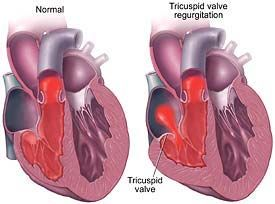 Normal
Tricuspid valve
regurgitation
Tricuspid
valve